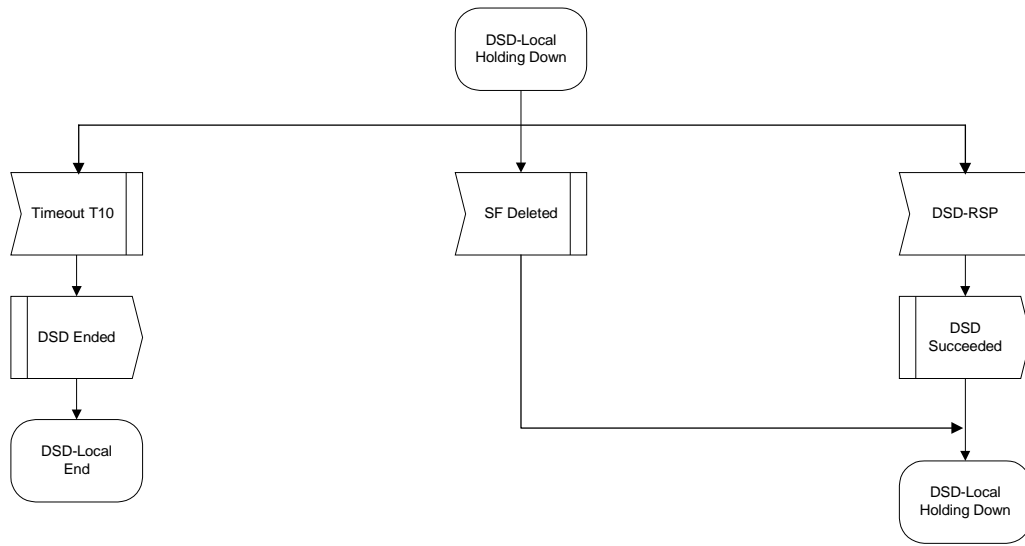 DSD-Local
Holding Down
Timeout T10
SF Deleted
DSD-RSP
DSD Ended
DSD
Succeeded
DSD-Local
End
DSD-Local
Holding Down